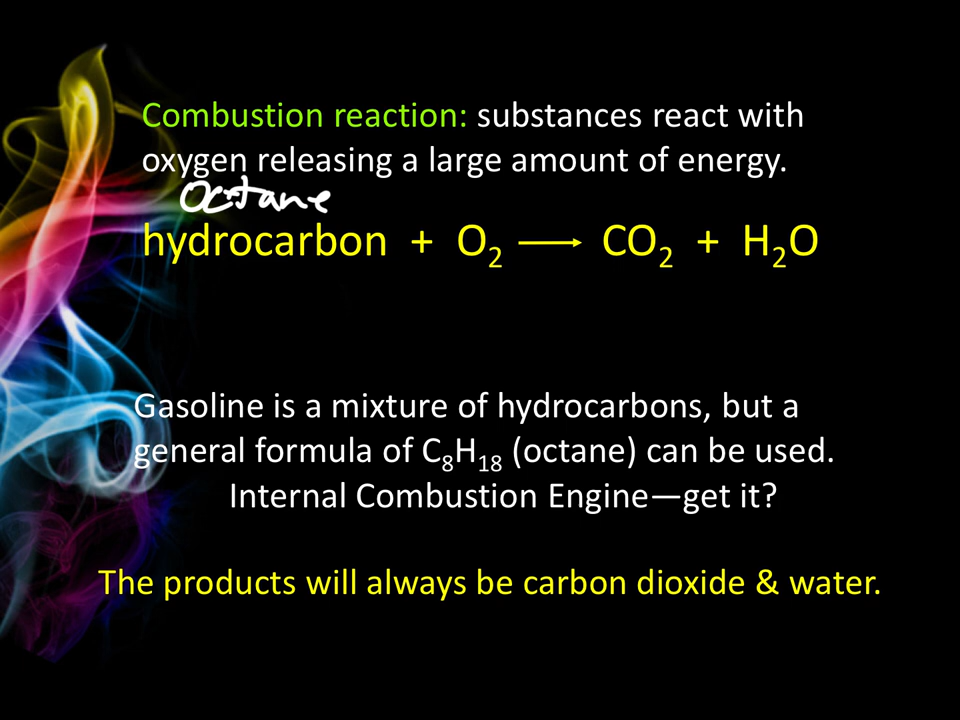 Combustion reaction: substances react with
oxygen releasing a large amount of energy.
Octane
hydrocarbon + O₂ → CO₂ + H₂O
Gasoline is a mixture of hydrocarbons, but a
general formula of C₈H₁₈ (octane) can be used.
Internal Combustion Engine—get it?
The products will always be carbon dioxide & water.